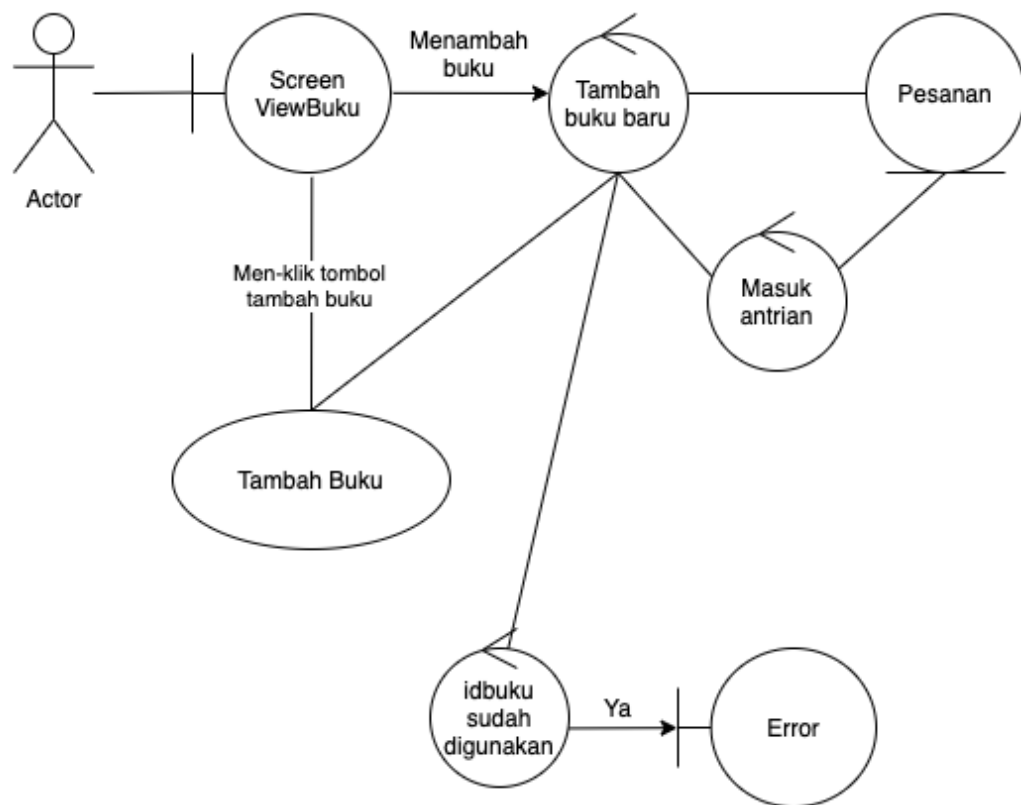 Actor
Screen
ViewBuku
Menambah
buku
Tambah
buku baru
Pesanan
Men-klik tombol
tambah buku
Masuk
antrian
Tambah Buku
idbuku
sudah
digunakan
Ya
Error